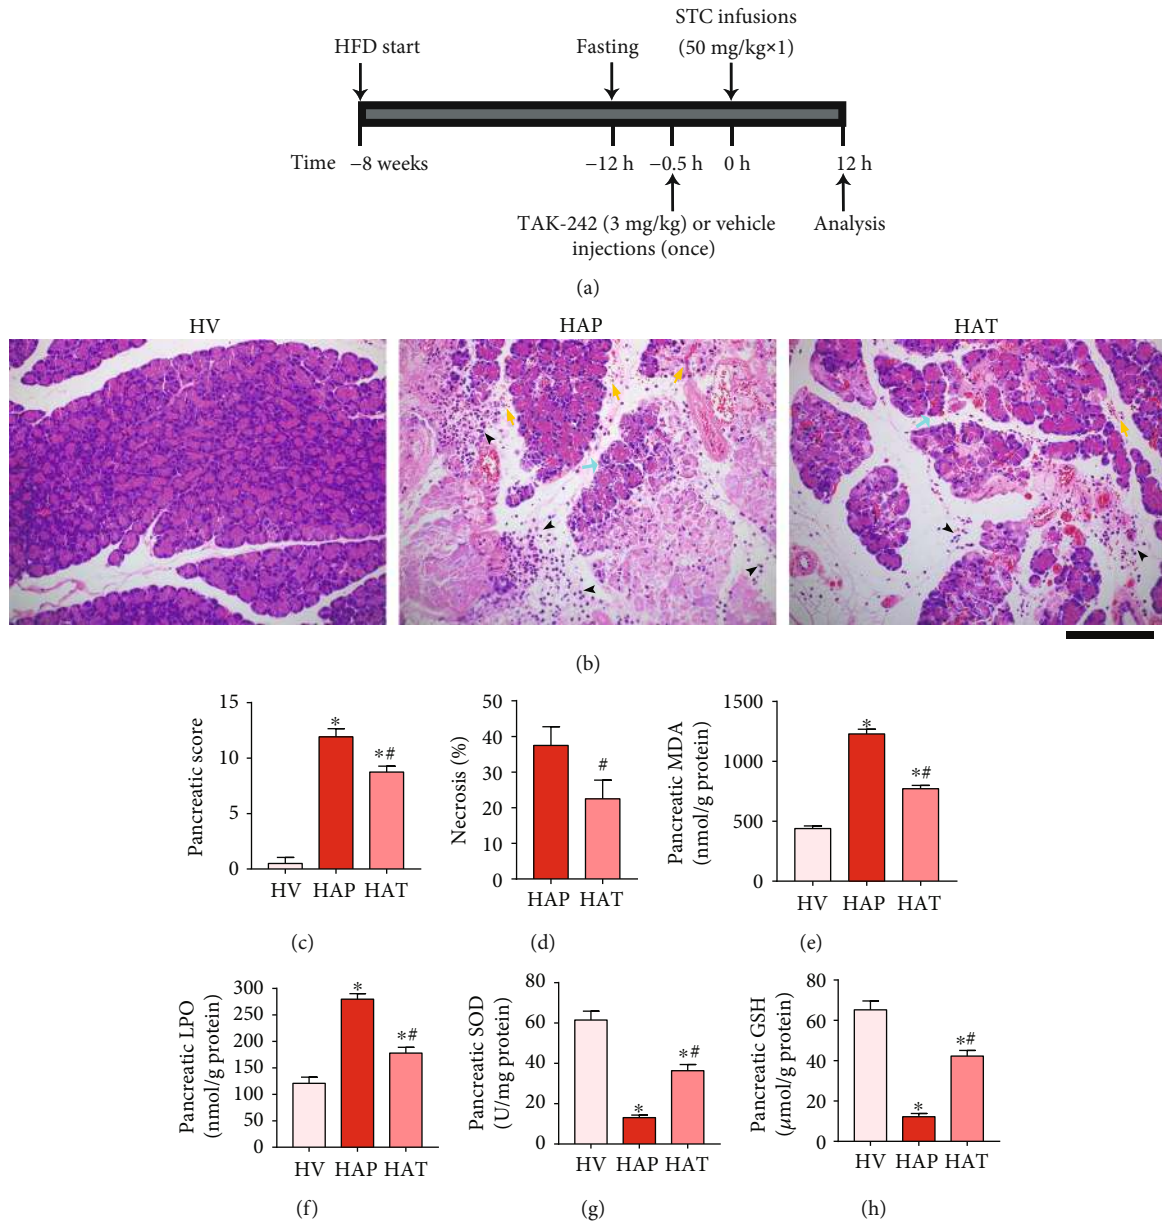 STC infusions
HFD start
Fasting
(50 mg/kg×1)
Time
−8 weeks
−12 h
−0.5 h
0 h
12 h
TAK-242 (3 mg/kg) or vehicle
injections (once)
Analysis
(a)
HV
HAP
HAT
(b)
Pancreatic score
15
10
5
0
*
*#
HV
HAP
HAT
(c)
Necrosis (%)
50
40
30
20
10
0
#
HAP
HAT
(d)
Pancreatic MDA
(nmol/g protein)
1500
1000
500
0
*
*#
HV
HAP
HAT
(e)
Pancreatic LPO
(nmol/g protein)
300
250
200
150
100
50
0
*
*#
HV
HAP
HAT
(f)
Pancreatic SOD
(U/mg protein)
80
60
40
20
0
*
*#
HV
HAP
HAT
(g)
Pancreatic GSH
(μmol/g protein)
80
60
40
20
0
*
*#
HV
HAP
HAT
(h)